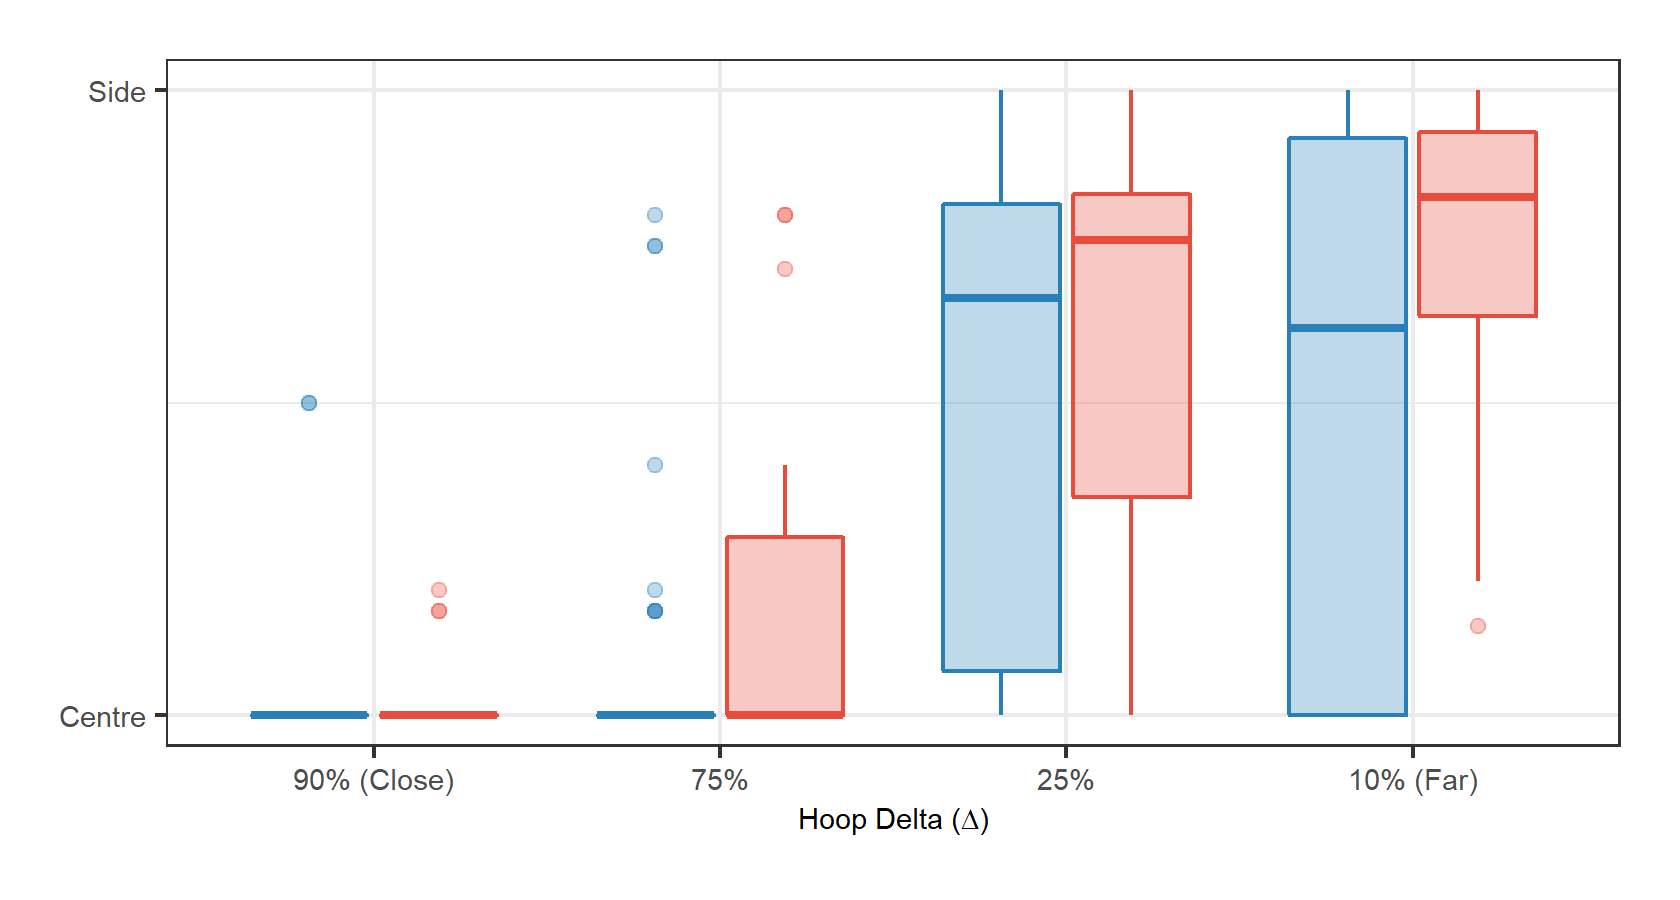 Side
Centre
90% (Close)
75%
25%
10% (Far)
Hoop Delta (Δ)